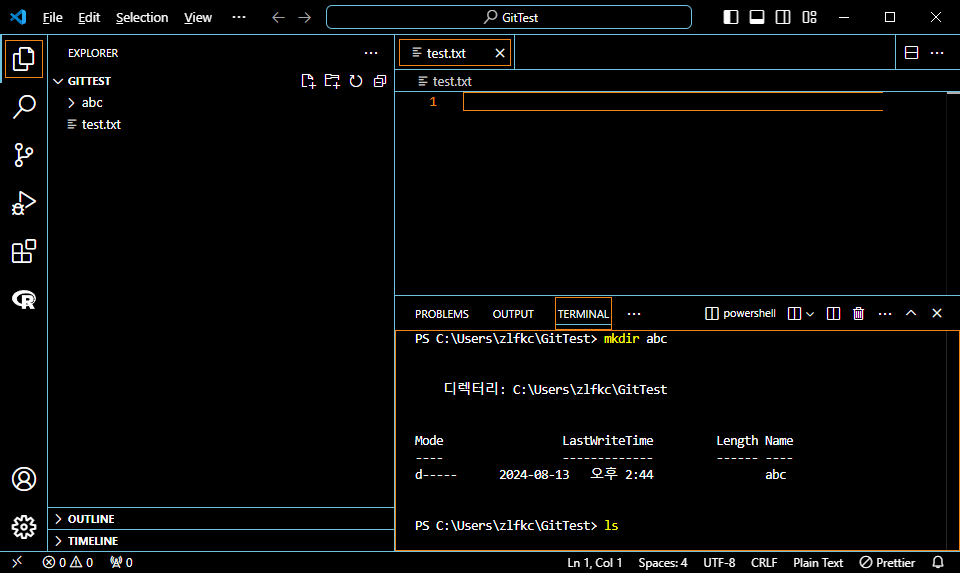 File Edit Selection View ··· GitTest
EXPLORER ···
GITTEST
abc
test.txt
OUTLINE
TIMELINE
test.txt
test.txt
1
PROBLEMS OUTPUT TERMINAL ··· powershell
PS C:\Users\zlfkc\GitTest> mkdir abc
디렉터리: C:\Users\zlfkc\GitTest
Mode LastWriteTime Length Name
---- ------------- ------ ----
d----- 2024-08-13 오후 2:44 abc
PS C:\Users\zlfkc\GitTest> ls
0 0 0 Ln 1, Col 1 Spaces: 4 UTF-8 CRLF Plain Text Prettier